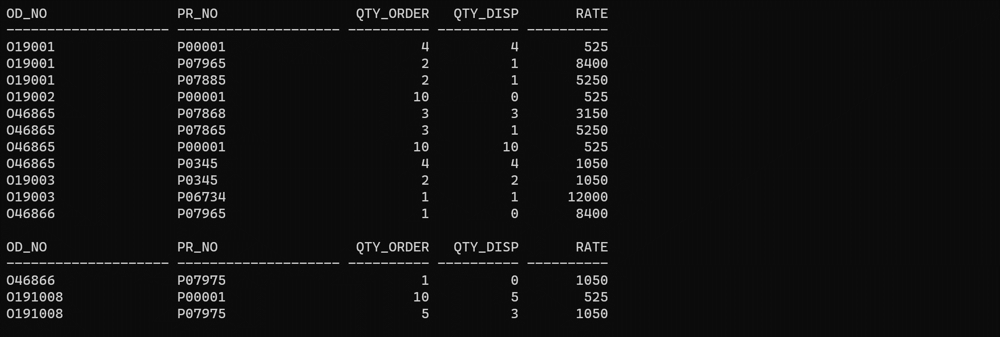 OD_NO                PR_NO                 QTY_ORDER   QTY_DISP       RATE
-------------------- -------------------- ---------- ---------- ----------
O19001               P00001                        4          4        525
O19001               P07965                        2          1       8400
O19001               P07885                        2          1       5250
O19002               P00001                       10          0        525
O46865               P07868                        3          3       3150
O46865               P07865                        3          1       5250
O46865               P00001                       10         10        525
O46865               P0345                         4          4       1050
O19003               P0345                         2          2       1050
O19003               P06734                        1          1      12000
O46866               P07965                        1          0       8400

OD_NO                PR_NO                 QTY_ORDER   QTY_DISP       RATE
-------------------- -------------------- ---------- ---------- ----------
O46866               P07975                        1          0       1050
O191008              P00001                       10          5        525
O191008              P07975                        5          3       1050